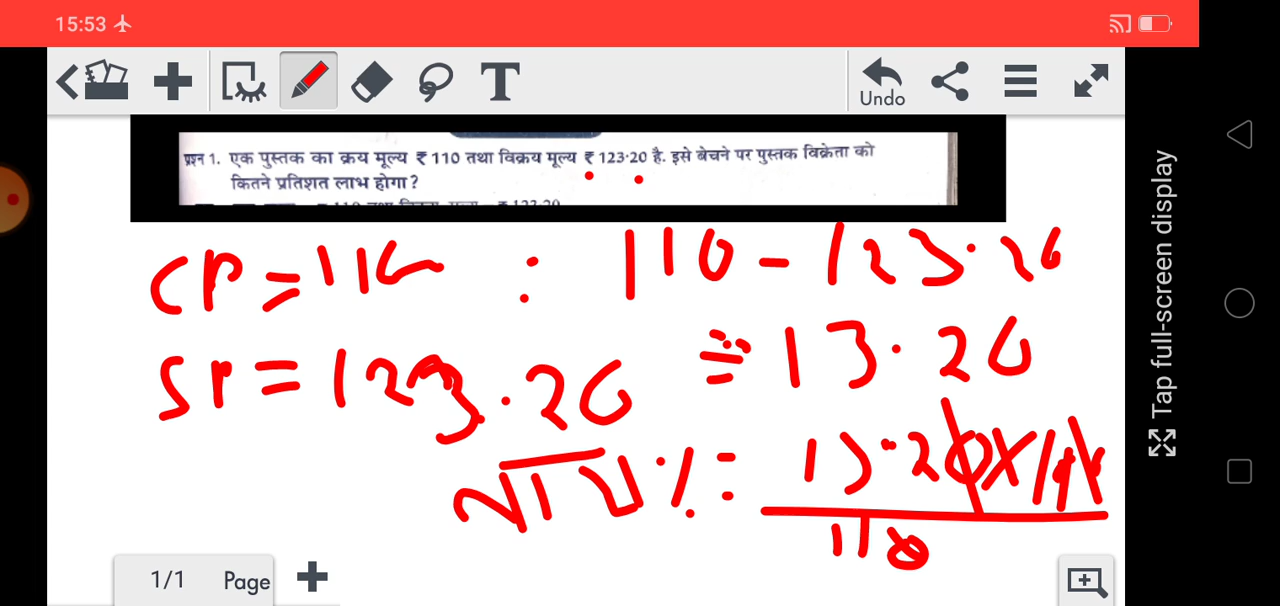 15:53
Undo
प्रश्न 1. एक पुस्तक का क्रय मूल्य ₹ 110 तथा विक्रय मूल्य ₹ 123·20 है. इसे बेचने पर पुस्तक विक्रेता को
कितने प्रतिशत लाभ होगा ?
CP = 110 : 110 - 123.20
SP = 123.20 = 13.20
लाभ % = 13.20 × 100
110
1/1 Page
Tap full-screen display